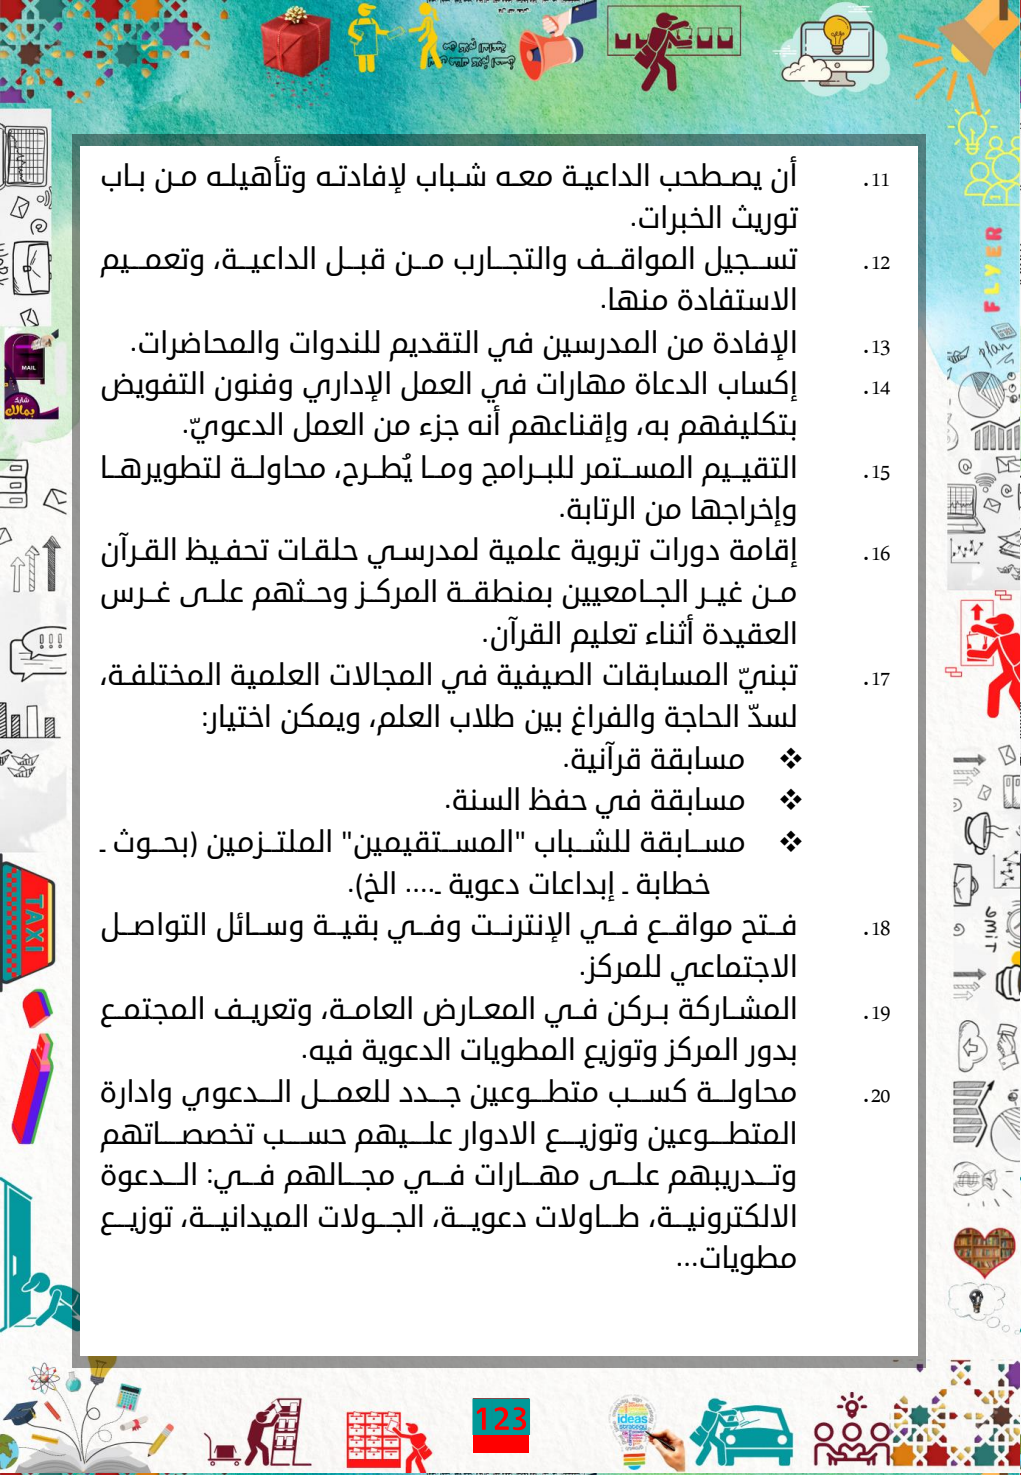 11. أن يصطحب الداعية معه شباب لإفادته وتأهيله من باب
توريث الخبرات.
12. تسجيل المواقف والتجارب من قبل الداعية، وتعميم
الاستفادة منها.
13. الإفادة من المدرسين في التقديم للندوات والمحاضرات.
14. إكساب الدعاة مهارات في العمل الإداري وفنون التفويض
بتكليفهم به، وإقناعهم أنه جزء من العمل الدعويّ.
15. التقييم المستمر للبرامج وما يُطرح، محاولة لتطويرها
وإخراجها من الرتابة.
16. إقامة دورات تربوية علمية لمدرسي حلقات تحفيظ القرآن
من غير الجامعيين بمنطقة المركز وحثهم على غرس
العقيدة أثناء تعليم القرآن.
17. تبنيّ المسابقات الصيفية في المجالات العلمية المختلفة،
لسدّ الحاجة والفراغ بين طلاب العلم، ويمكن اختيار:
❖ مسابقة قرآنية.
❖ مسابقة في حفظ السنة.
❖ مسابقة للشباب "المستقيمين" الملتزمين (بحوث ـ
خطابة ـ إبداعات دعوية ـ.... الخ).
18. فتح مواقع في الإنترنت وفي بقية وسائل التواصل
الاجتماعي للمركز.
19. المشاركة بركن في المعارض العامة، وتعريف المجتمع
بدور المركز وتوزيع المطويات الدعوية فيه.
20. محاولة كسب متطوعين جدد للعمل الدعوي وادارة
المتطوعين وتوزيع الادوار عليهم حسب تخصصاتهم
وتدريبهم على مهارات في مجالهم في: الدعوة
الالكترونية، طاولات دعوية، الجولات الميدانية، توزيع
مطويات...
FLYER
plan
MAIL
شارك
بمالك
TAXI
ideas
123